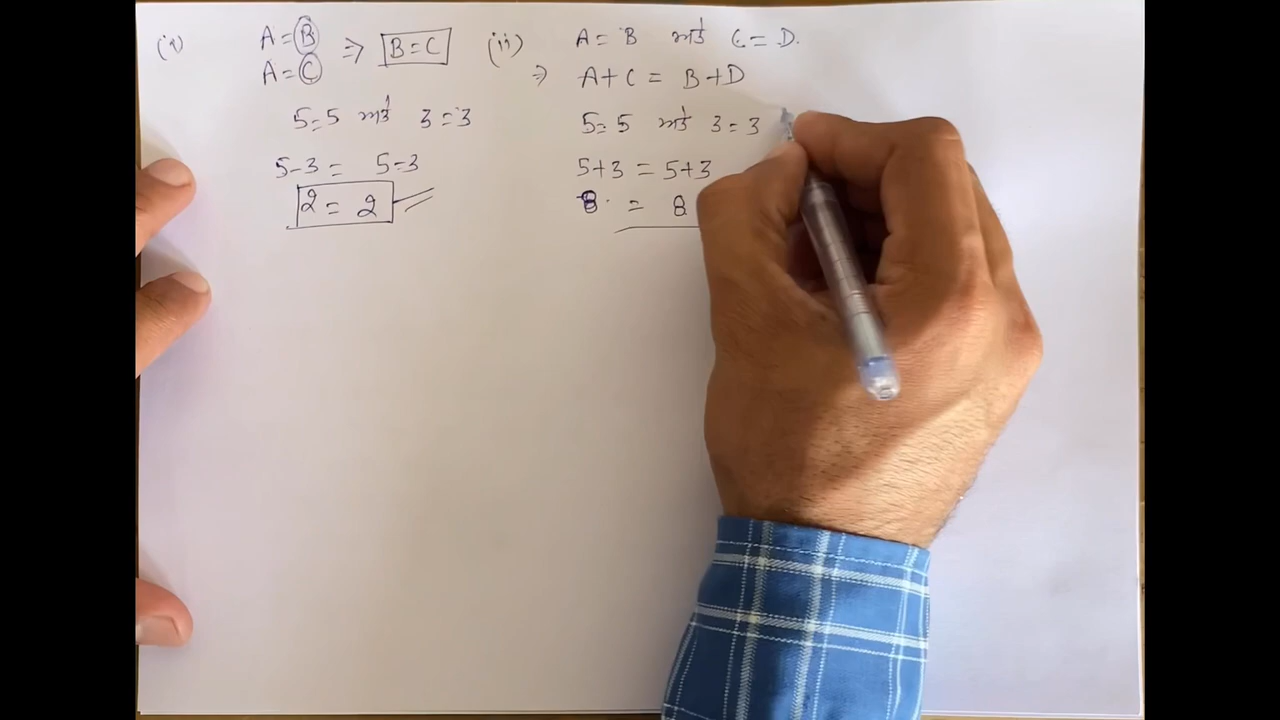 (i) A=B
A=C ⇒ B=C
5=5 ਅਤੇ 3=3
5-3 = 5-3
2 = 2
(ii) A = B ਅਤੇ C = D.
⇒ A+C = B+D
5=5 ਅਤੇ 3=3
5+3 = 5+3
8 = 8